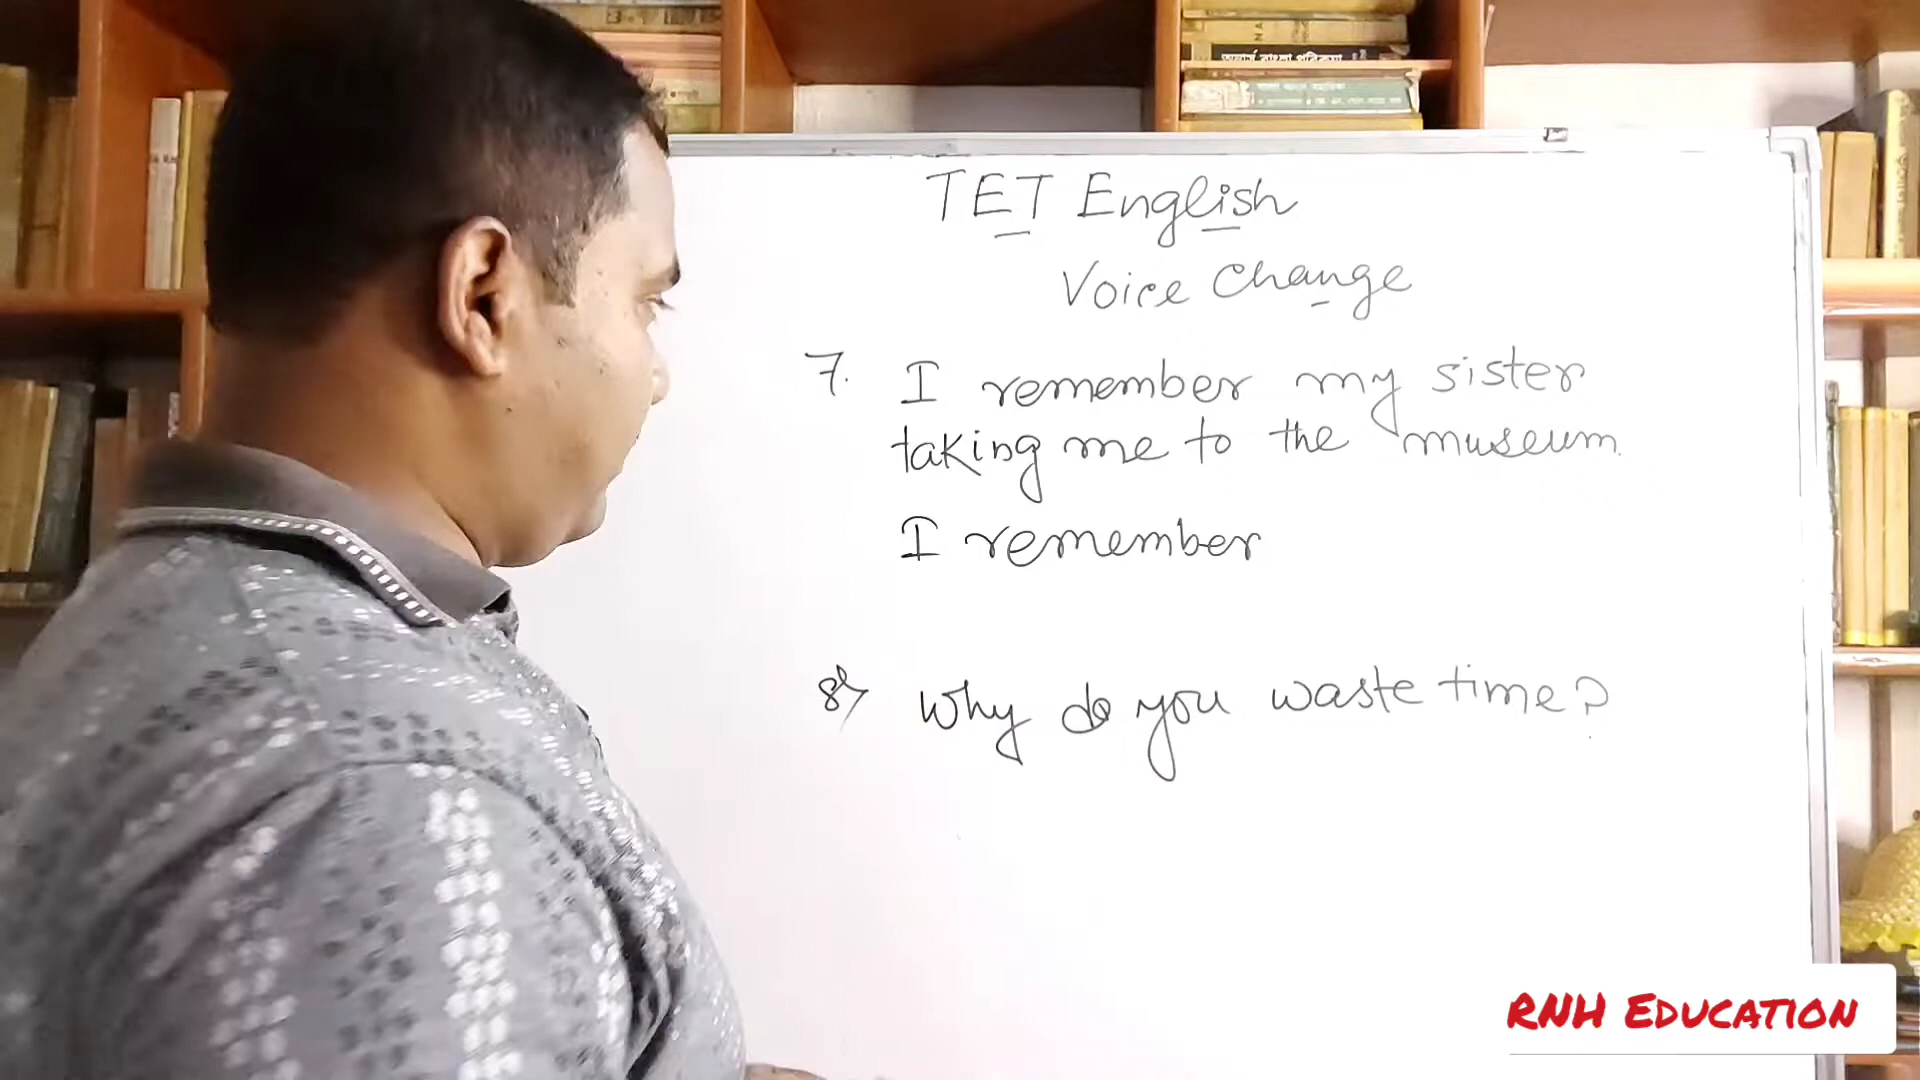 TET English
Voice Change
7. I remember my sister
taking me to the museum.
I remember
8) Why do you waste time?
RNH EDUCATION